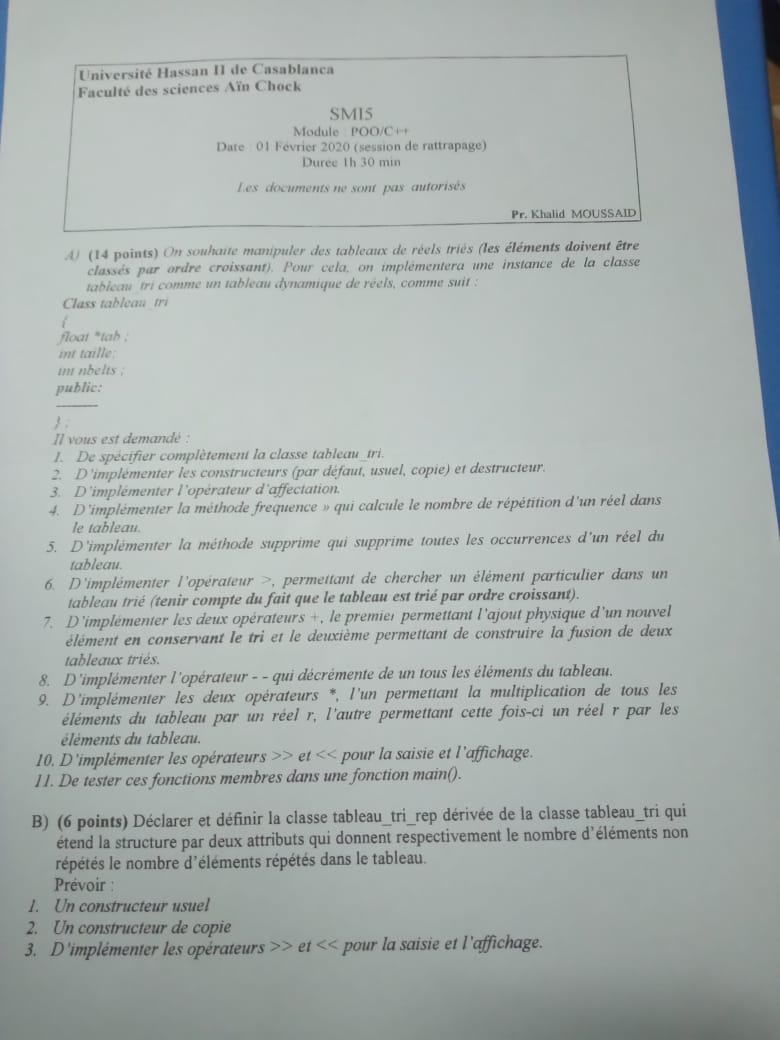 Université Hassan II de Casablanca
Faculté des sciences Aïn Chock
SMI5
Module : POO/C++
Date : 01 Février 2020 (session de rattrapage)
Durée 1h 30 min
Les documents ne sont pas autorisés
Pr. Khalid MOUSSAID
A) (14 points) On souhaite manipuler des tableaux de réels triés (les éléments doivent être
classés par ordre croissant). Pour cela, on implémentera une instance de la classe
tableau_tri comme un tableau dynamique de réels, comme suit :
Class tableau_tri
{
float *tab ;
int taille;
int nbelts ;
public:
--------
} ;
Il vous est demandé :
1. De spécifier complètement la classe tableau_tri.
2. D'implémenter les constructeurs (par défaut, usuel, copie) et destructeur.
3. D'implémenter l'opérateur d'affectation.
4. D'implémenter la méthode frequence » qui calcule le nombre de répétition d'un réel dans
le tableau.
5. D'implémenter la méthode supprime qui supprime toutes les occurrences d'un réel du
tableau.
6. D'implémenter l'opérateur >, permettant de chercher un élément particulier dans un
tableau trié (tenir compte du fait que le tableau est trié par ordre croissant).
7. D'implémenter les deux opérateurs +, le premier permettant l'ajout physique d'un nouvel
élément en conservant le tri et le deuxième permettant de construire la fusion de deux
tableaux triés.
8. D'implémenter l'opérateur - - qui décrémente de un tous les éléments du tableau.
9. D'implémenter les deux opérateurs *, l'un permettant la multiplication de tous les
éléments du tableau par un réel r, l'autre permettant cette fois-ci un réel r par les
éléments du tableau.
10. D'implémenter les opérateurs >> et << pour la saisie et l'affichage.
11. De tester ces fonctions membres dans une fonction main().
B) (6 points) Déclarer et définir la classe tableau_tri_rep dérivée de la classe tableau_tri qui
étend la structure par deux attributs qui donnent respectivement le nombre d'éléments non
répétés le nombre d'éléments répétés dans le tableau.
Prévoir :
1. Un constructeur usuel
2. Un constructeur de copie
3. D'implémenter les opérateurs >> et << pour la saisie et l'affichage.